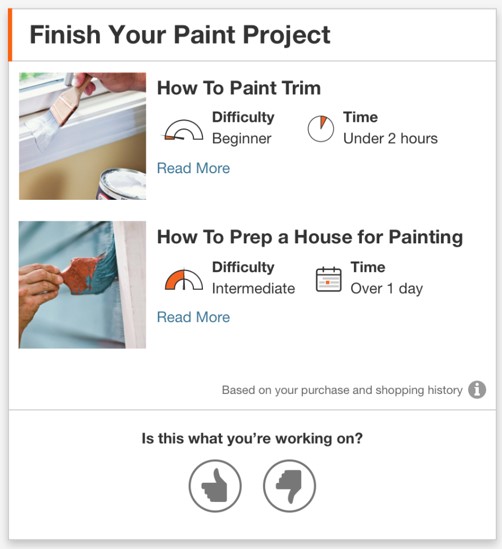 Finish Your Paint Project
How To Paint Trim
Difficulty
Beginner
Time
Under 2 hours
Read More
How To Prep a House for Painting
Difficulty
Intermediate
Time
Over 1 day
Read More
Based on your purchase and shopping history
Is this what you’re working on?